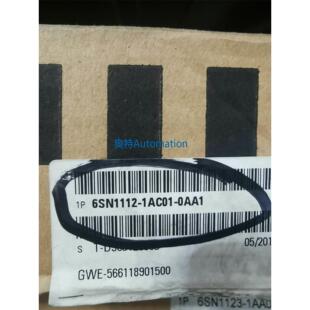 奥特Automation
1P 6SN1112-1AC01-0AA1
S
05/201
GWE-566118901500
1P 6SN1123-1AA